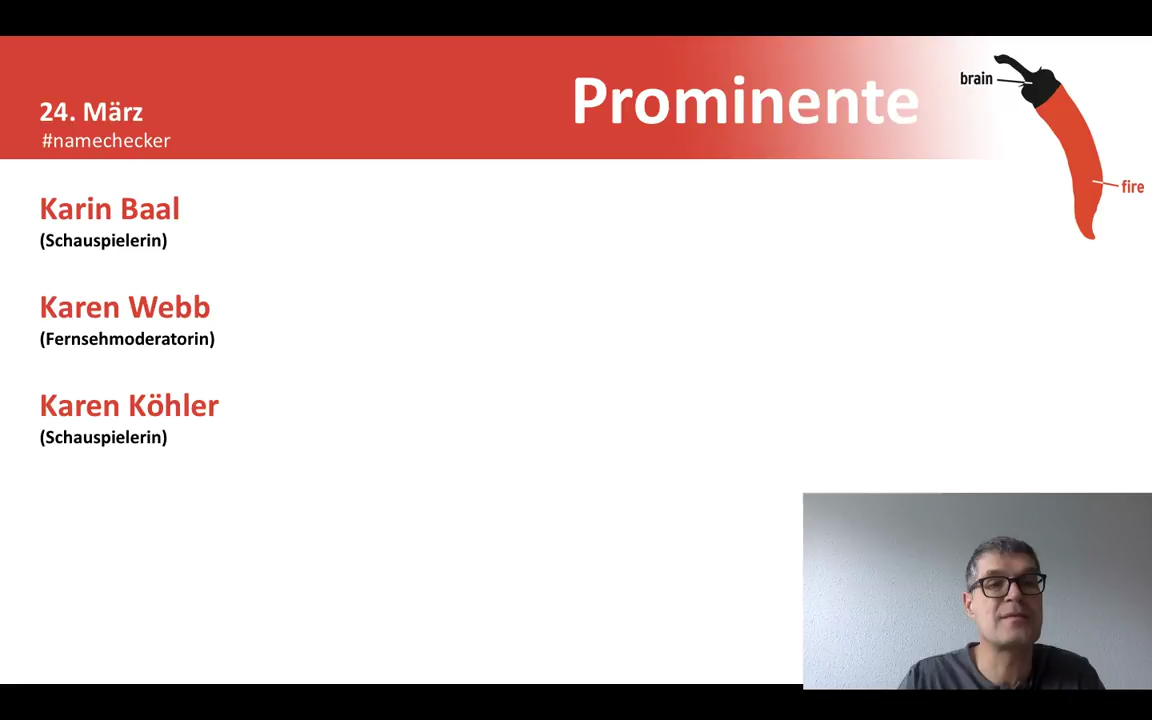 24. März
#namechecker
Prominente
brain
fire
Karin Baal
(Schauspielerin)
Karen Webb
(Fernsehmoderatorin)
Karen Köhler
(Schauspielerin)